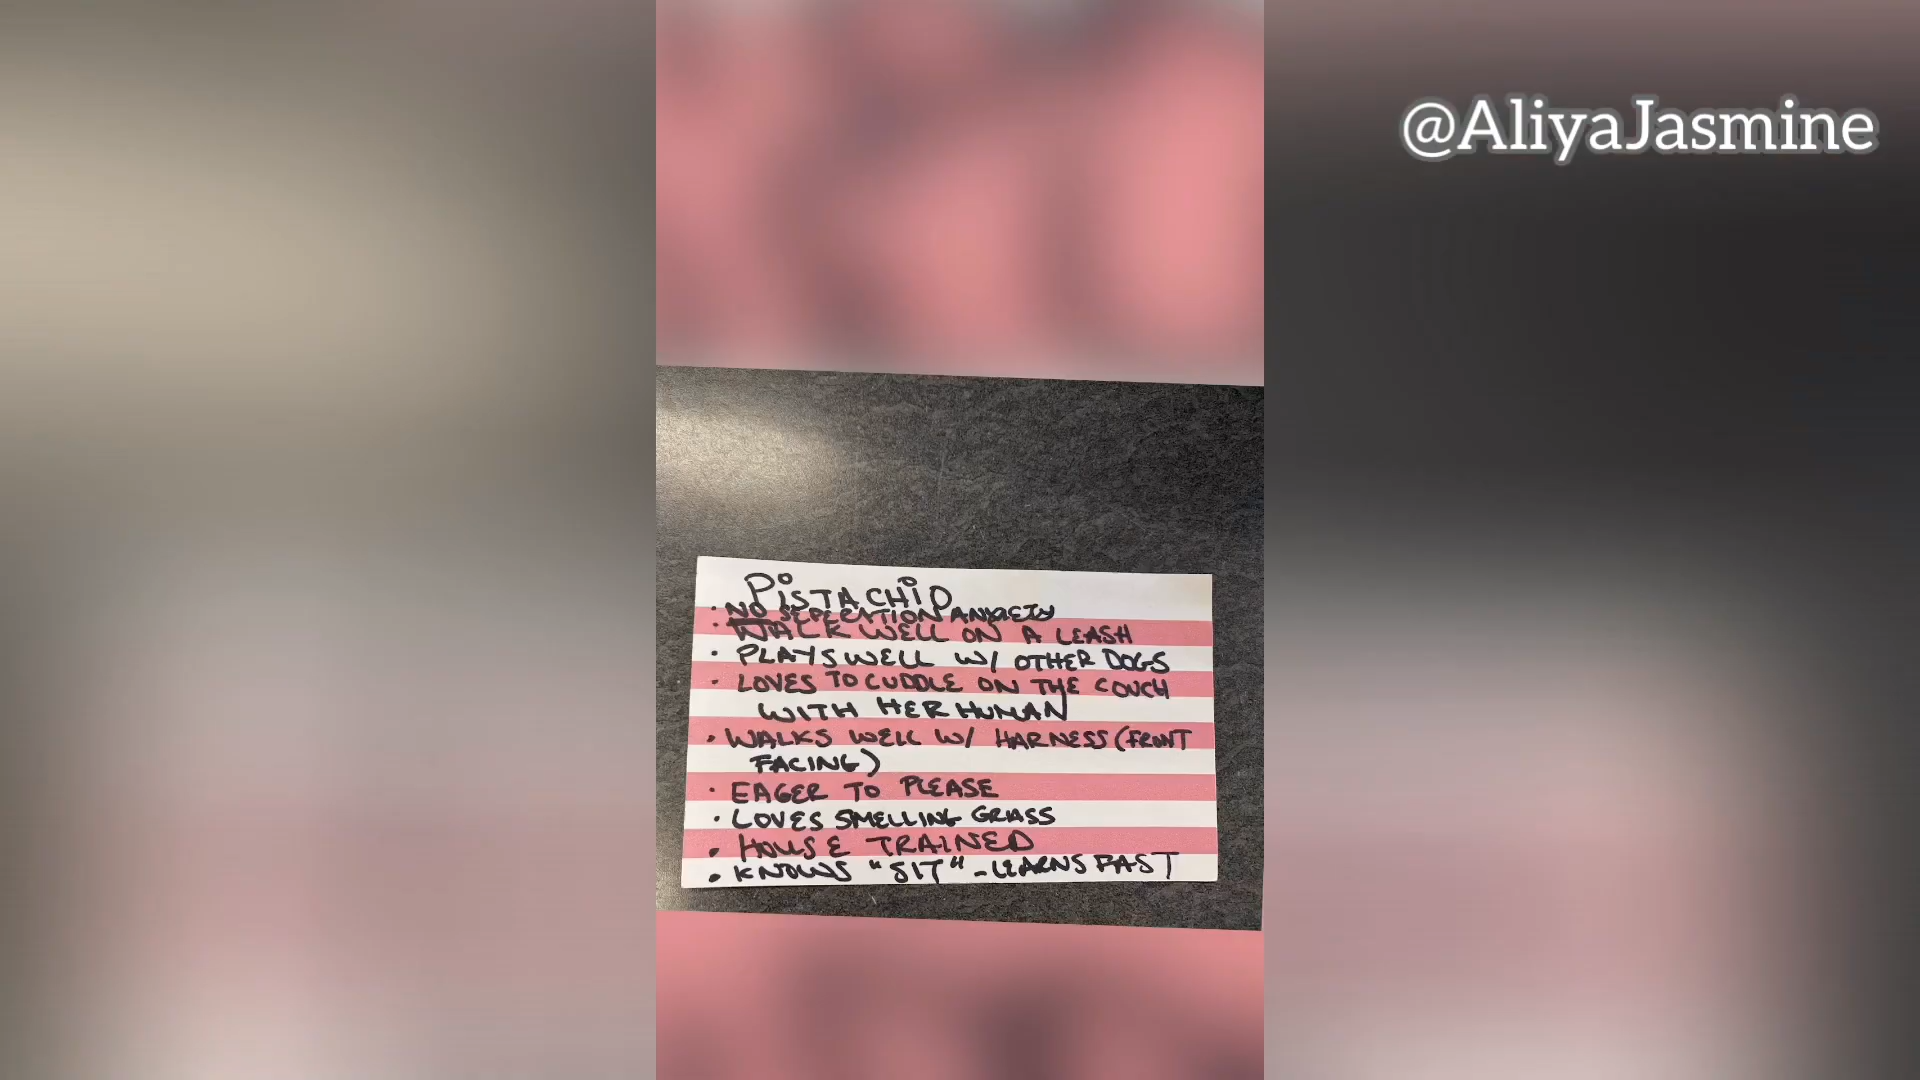 @AliyaJasmine
PiSTACHiO
· NO SEPERATION ANXIETY
· WALK WELL ON A LEASH
· PLAYS WELL W/ OTHER DOGS
· LOVES TO CUDDLE ON THE COUCH
WITH HER HUMAN
· WALKS WELL W/ HARNESS (FRONT
FACING)
· EAGER TO PLEASE
· LOVES SMELLING GRASS
· HOUSE TRAINED
· KNOWS "SIT" - LEARNS FAST